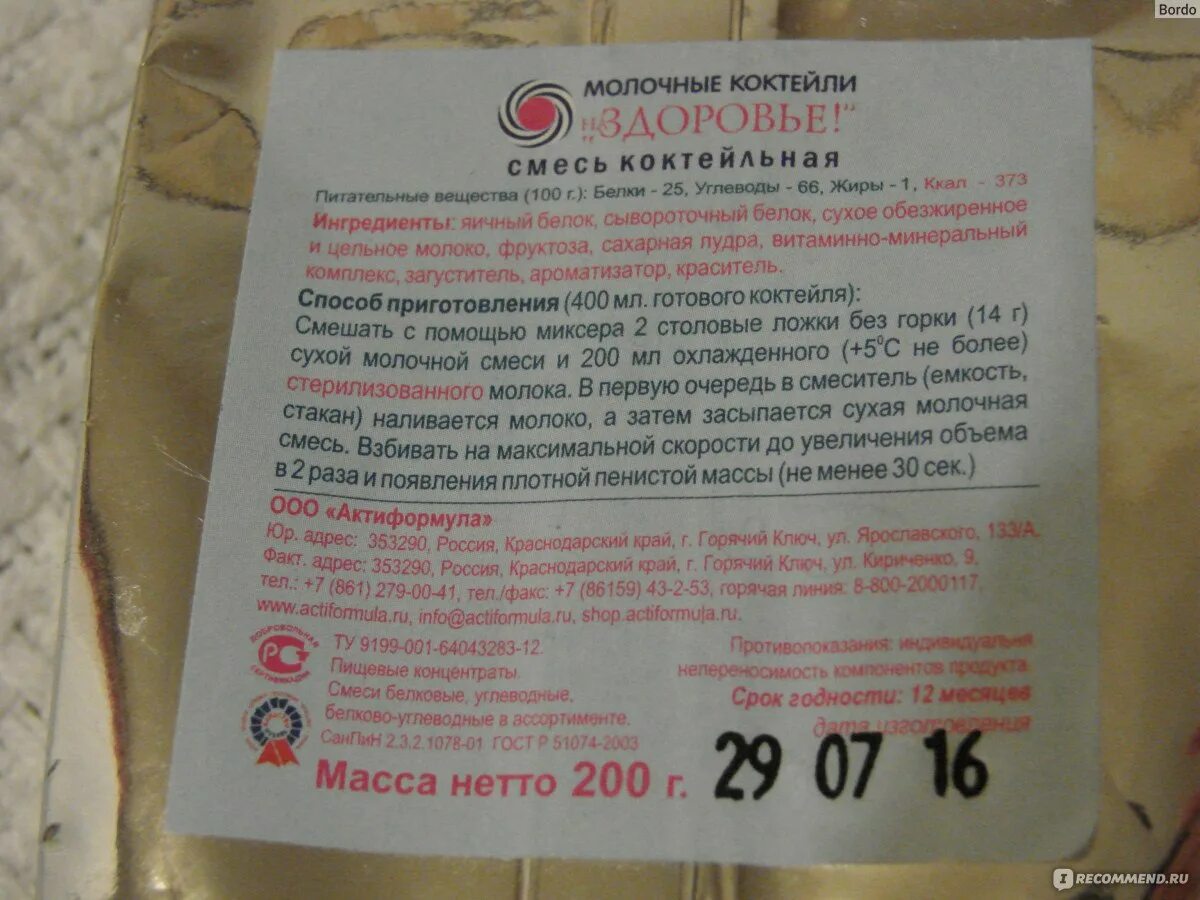 Bordo
МОЛОЧНЫЕ КОКТЕЙЛИ
„на ЗДОРОВЬЕ!“
смесь коктейльная
Питательные вещества (100 г.): Белки - 25, Углеводы - 66, Жиры - 1, Ккал - 373
Ингредиенты: яичный белок, сывороточный белок, сухое обезжиренное
и цельное молоко, фруктоза, сахарная пудра, витаминно-минеральный
комплекс, загуститель, ароматизатор, краситель.
Способ приготовления (400 мл. готового коктейля):
Смешать с помощью миксера 2 столовые ложки без горки (14 г)
сухой молочной смеси и 200 мл охлажденного (+5⁰С не более)
стерилизованного молока. В первую очередь в смеситель (емкость,
стакан) наливается молоко, а затем засыпается сухая молочная
смесь. Взбивать на максимальной скорости до увеличения объема
в 2 раза и появления плотной пенистой массы (не менее 30 сек.)
ООО «Актиформула»
Юр. адрес: 353290, Россия, Краснодарский край, г. Горячий Ключ, ул. Ярославского, 133/А.
Факт. адрес: 353290, Россия, Краснодарский край, г. Горячий Ключ, ул. Кириченко, 9.
тел.: +7 (861) 279-00-41, тел./факс: +7 (86159) 43-2-53, горячая линия: 8-800-2000117,
www.actiformula.ru, info@actiformula.ru, shop.actiformula.ru.
ДОБРОВОЛЬНАЯ
РСТ
СЕРТИФИКАЦИЯ
ТУ 9199-001-64043283-12.
Пищевые концентраты.
Смеси белковые, углеводные,
белково-углеводные в ассортименте.
СанПиН 2.3.2.1078-01 ГОСТ Р 51074-2003
Противопоказания: индивидуальная
непереносимость компонентов продукта.
Срок годности: 12 месяцев
дата изготовления
Масса нетто 200 г.
29 07 16
IRECOMMEND.RU